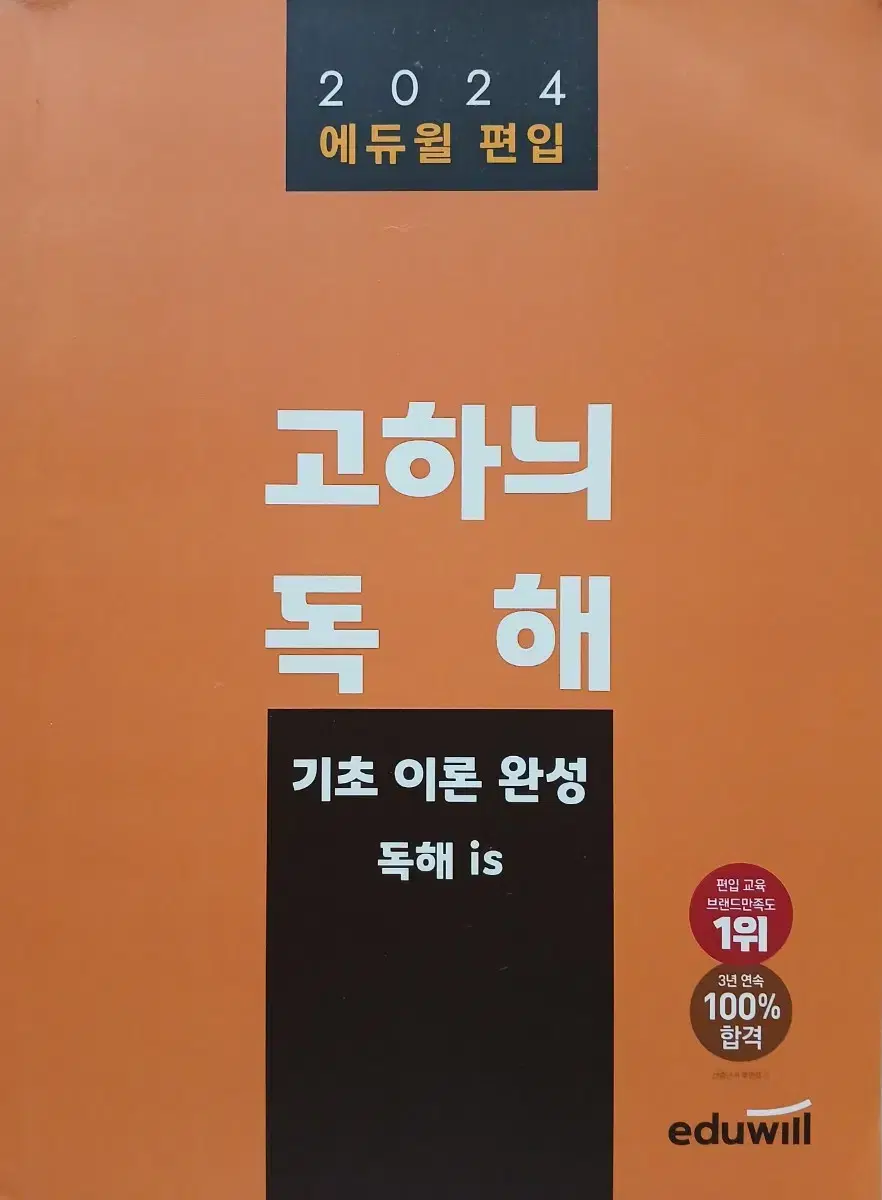 2024
에듀윌 편입
고하늬
독해
기초 이론 완성
독해 is
편입 교육
브랜드만족도
1위
3년 연속
100%
합격
eduwill